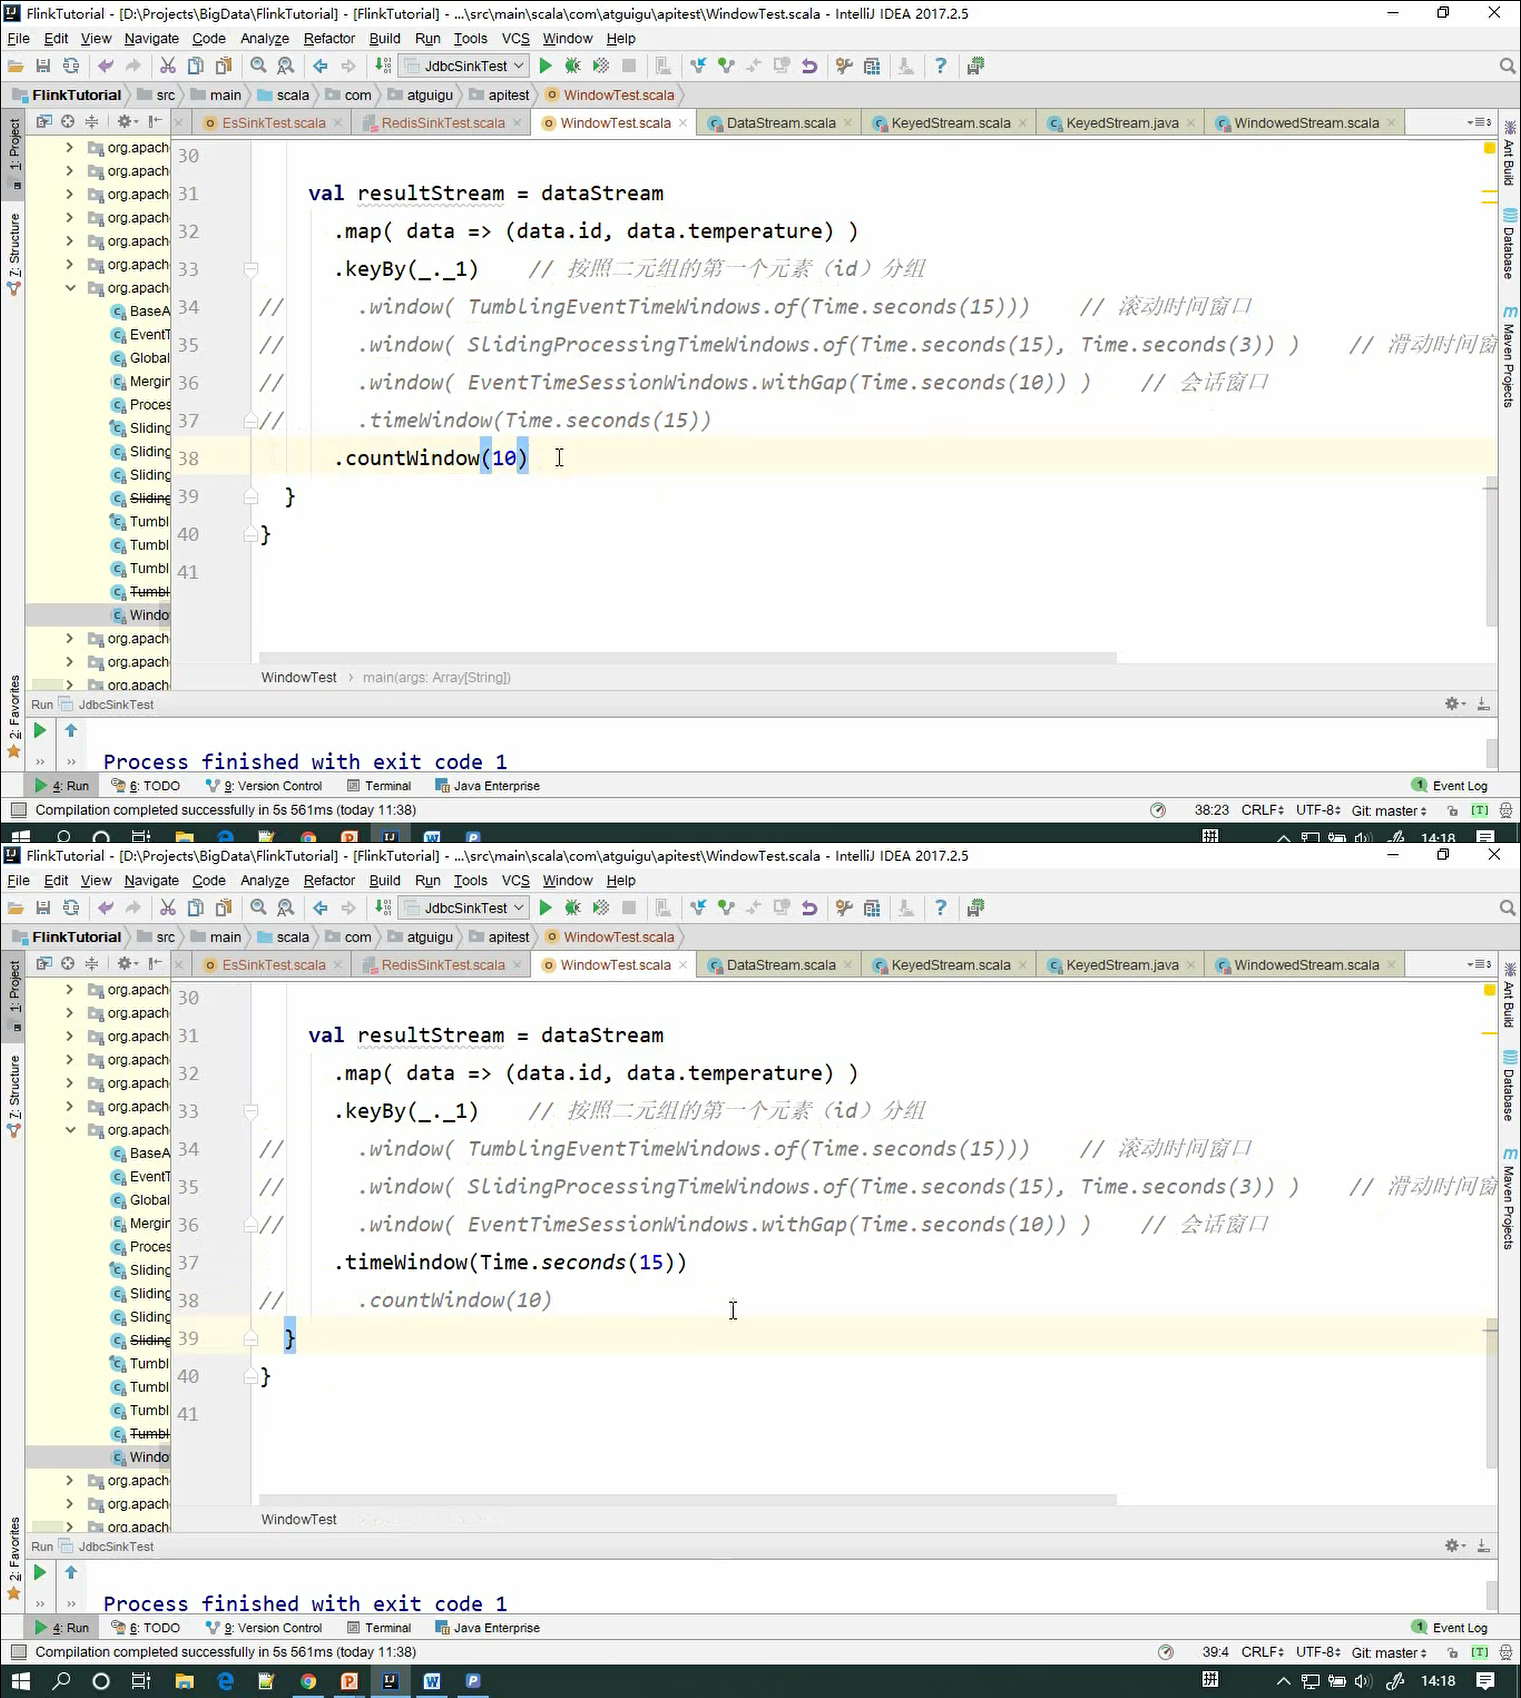 FlinkTutorial - [D:\Projects\BigData\FlinkTutorial] - [FlinkTutorial] - ...\src\main\scala\com\atguigu\apitest\WindowTest.scala - IntelliJ IDEA 2017.2.5
File Edit View Navigate Code Analyze Refactor Build Run Tools VCS Window Help
JdbcSinkTest
FlinkTutorial src main scala com atguigu apitest WindowTest.scala
1: Project
7: Structure
2: Favorites
EsSinkTest.scala RedisSinkTest.scala WindowTest.scala DataStream.scala KeyedStream.scala KeyedStream.java WindowedStream.scala
Ant Build
Database
Maven Projects
org.apach
org.apach
org.apach
org.apach
org.apach
org.apach
org.apach
BaseA
EventT
Global
Mergin
Proces
Sliding
Sliding
Sliding
Sliding
Tumbl
Tumbl
Tumbl
Tumbl
Windo
org.apach
org.apach
org.apach
30
31 val resultStream = dataStream
32 .map( data => (data.id, data.temperature) )
33 .keyBy(_._1) // 按照二元组的第一个元素（id）分组
34 // .window( TumblingEventTimeWindows.of(Time.seconds(15))) // 滚动时间窗口
35 // .window( SlidingProcessingTimeWindows.of(Time.seconds(15), Time.seconds(3)) ) // 滑动时间窗
36 // .window( EventTimeSessionWindows.withGap(Time.seconds(10)) ) // 会话窗口
37 // .timeWindow(Time.seconds(15))
38 .countWindow(10)
39 }
40 }
41
WindowTest › main(args: Array[String])
Run JdbcSinkTest
Process finished with exit code 1
4: Run 6: TODO 9: Version Control Terminal Java Enterprise 1 Event Log
Compilation completed successfully in 5s 561ms (today 11:38) 38:23 CRLF UTF-8 Git: master [T]
拼 14:18
FlinkTutorial - [D:\Projects\BigData\FlinkTutorial] - [FlinkTutorial] - ...\src\main\scala\com\atguigu\apitest\WindowTest.scala - IntelliJ IDEA 2017.2.5
File Edit View Navigate Code Analyze Refactor Build Run Tools VCS Window Help
JdbcSinkTest
FlinkTutorial src main scala com atguigu apitest WindowTest.scala
1: Project
7: Structure
2: Favorites
EsSinkTest.scala RedisSinkTest.scala WindowTest.scala DataStream.scala KeyedStream.scala KeyedStream.java WindowedStream.scala
Ant Build
Database
Maven Projects
org.apach
org.apach
org.apach
org.apach
org.apach
org.apach
org.apach
BaseA
EventT
Global
Mergin
Proces
Sliding
Sliding
Sliding
Sliding
Tumbl
Tumbl
Tumbl
Tumbl
Windo
org.apach
org.apach
org.apach
30
31 val resultStream = dataStream
32 .map( data => (data.id, data.temperature) )
33 .keyBy(_._1) // 按照二元组的第一个元素（id）分组
34 // .window( TumblingEventTimeWindows.of(Time.seconds(15))) // 滚动时间窗口
35 // .window( SlidingProcessingTimeWindows.of(Time.seconds(15), Time.seconds(3)) ) // 滑动时间窗
36 // .window( EventTimeSessionWindows.withGap(Time.seconds(10)) ) // 会话窗口
37 .timeWindow(Time.seconds(15))
38 // .countWindow(10)
39 }
40 }
41
WindowTest
Run JdbcSinkTest
Process finished with exit code 1
4: Run 6: TODO 9: Version Control Terminal Java Enterprise 1 Event Log
Compilation completed successfully in 5s 561ms (today 11:38) 39:4 CRLF UTF-8 Git: master [T]
拼 14:18